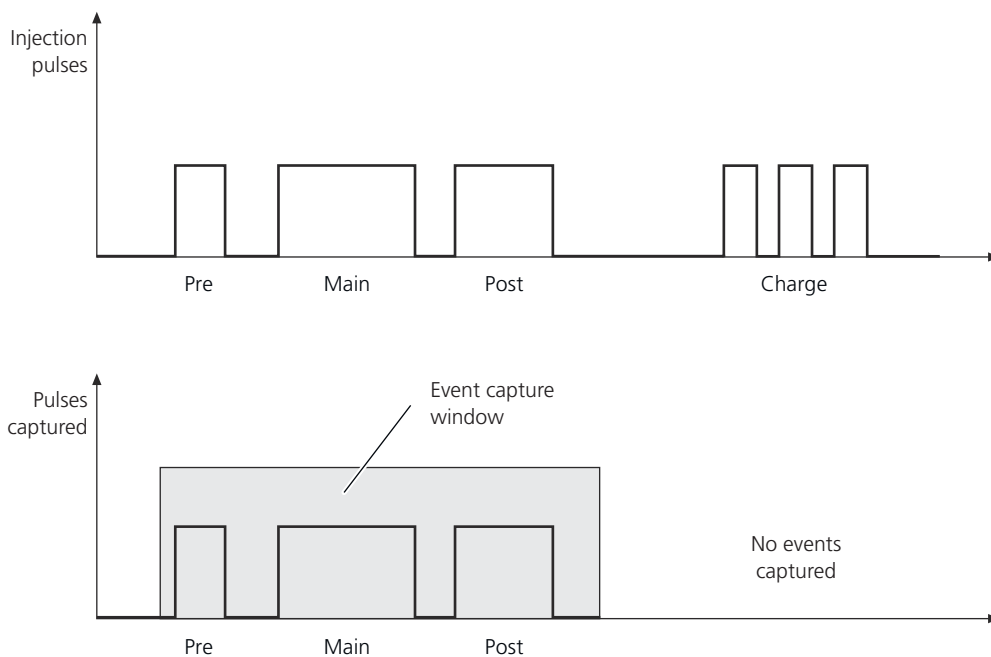 Injection
pulses
Pre Main Post Charge
Pulses
captured
Event capture
window
No events
captured
Pre Main Post